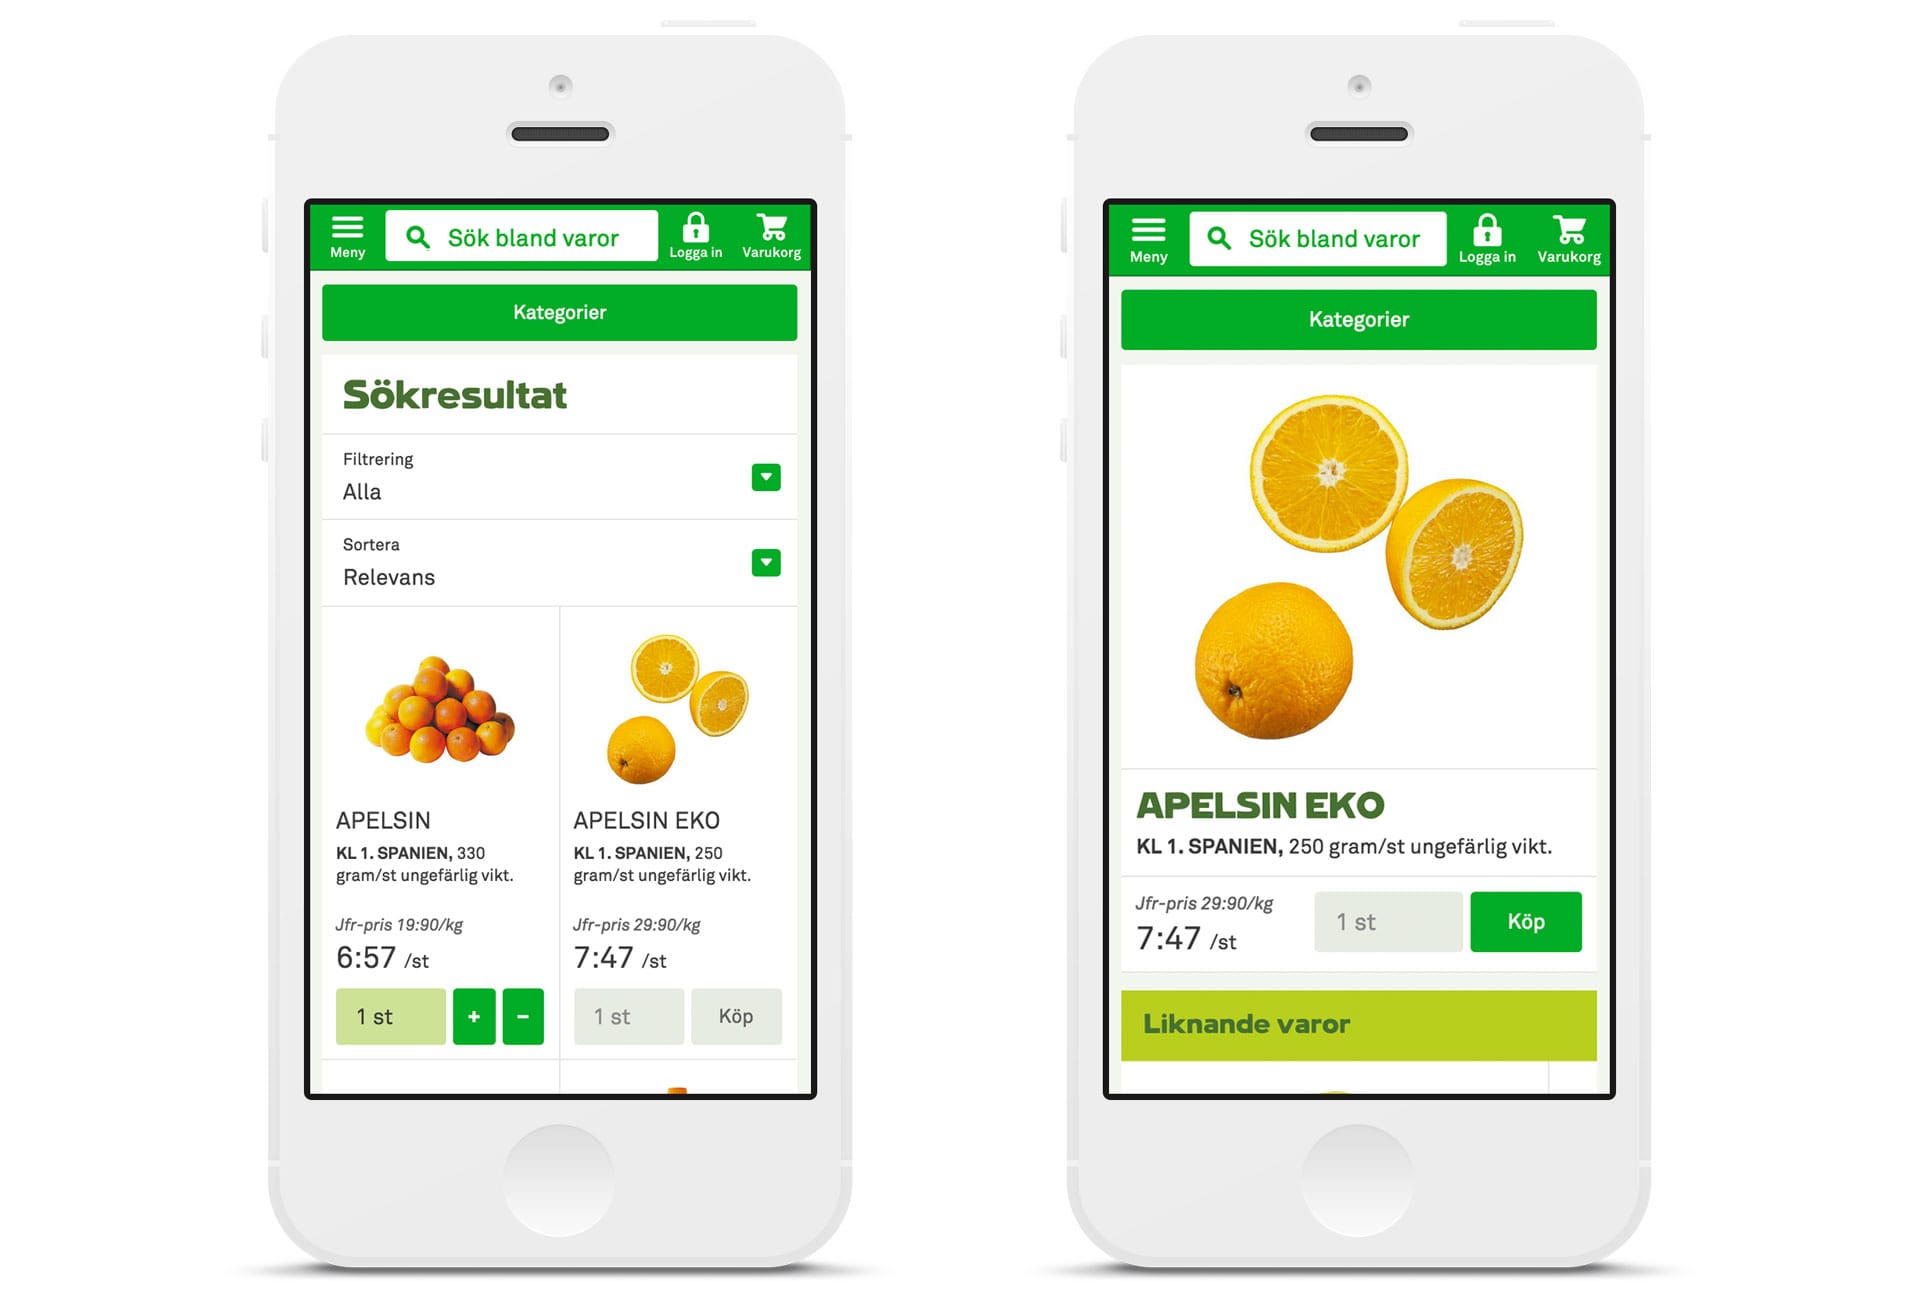 Meny
Sök bland varor
Logga in
Varukorg
Kategorier
Sökresultat
Filtrering
Alla
Sortera
Relevans
APELSIN
KL 1. SPANIEN, 330
gram/st ungefärlig vikt.
Jfr-pris 19:90/kg
6:57 /st
1 st
+
−
APELSIN EKO
KL 1. SPANIEN, 250
gram/st ungefärlig vikt.
Jfr-pris 29:90/kg
7:47 /st
1 st
Köp
Meny
Sök bland varor
Logga in
Varukorg
Kategorier
APELSIN EKO
KL 1. SPANIEN, 250 gram/st ungefärlig vikt.
Jfr-pris 29:90/kg
7:47 /st
1 st
Köp
Liknande varor